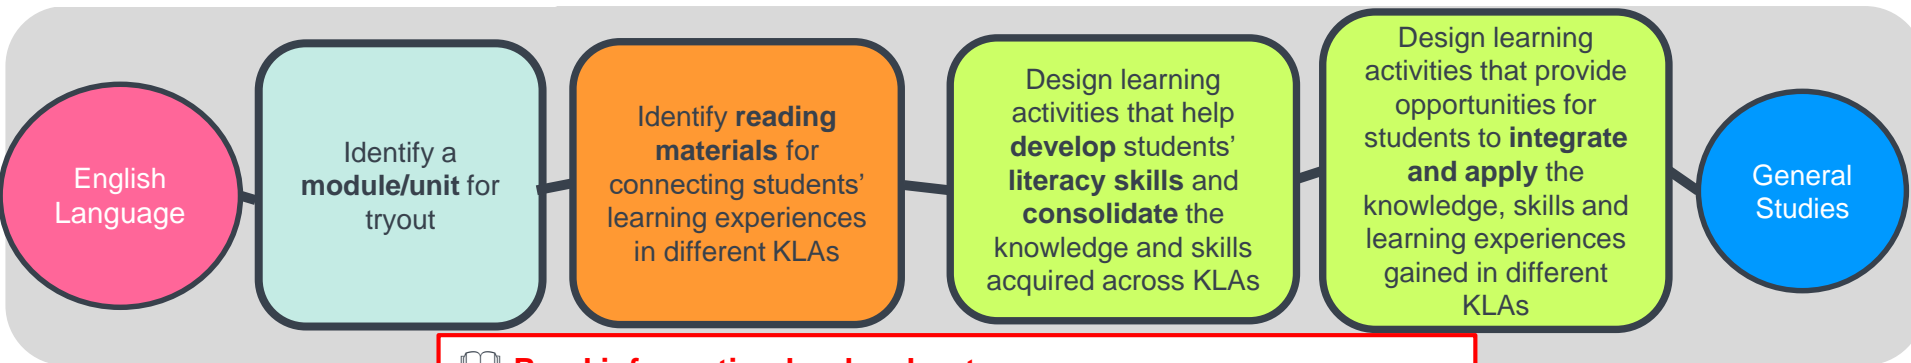 English
Language
Identify a
module/unit for
tryout
Identify reading
materials for
connecting students’
learning experiences
in different KLAs
Design learning
activities that help
develop students’
literacy skills and
consolidate the
knowledge and skills
acquired across KLAs
Design learning
activities that provide
opportunities for
students to integrate
and apply the
knowledge, skills and
learning experiences
gained in different
KLAs
General
Studies